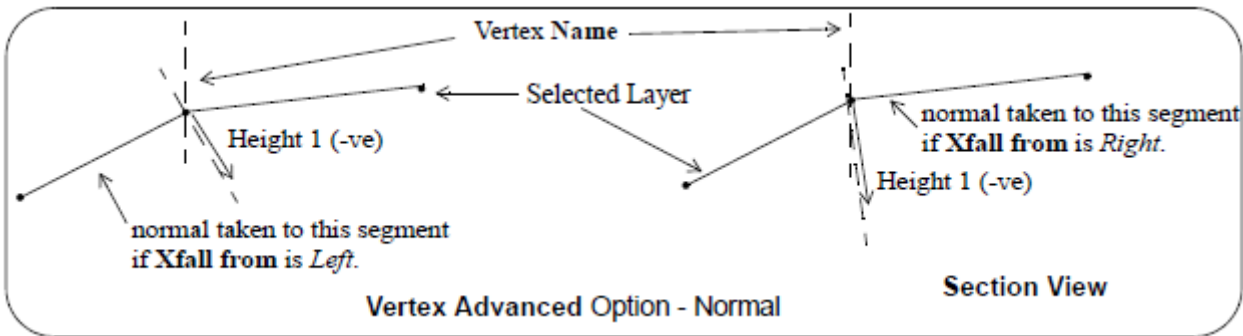 Vertex Name
Selected Layer
Height 1 (-ve)
normal taken to this segment
if Xfall from is Left.
normal taken to this segment
if Xfall from is Right.
Height 1 (-ve)
Section View
Vertex Advanced Option - Normal